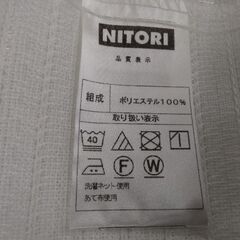 NITORI
品質表示
組成 ポリエステル100%
取り扱い表示
40
F W
洗濯ネット使用
あて布使用